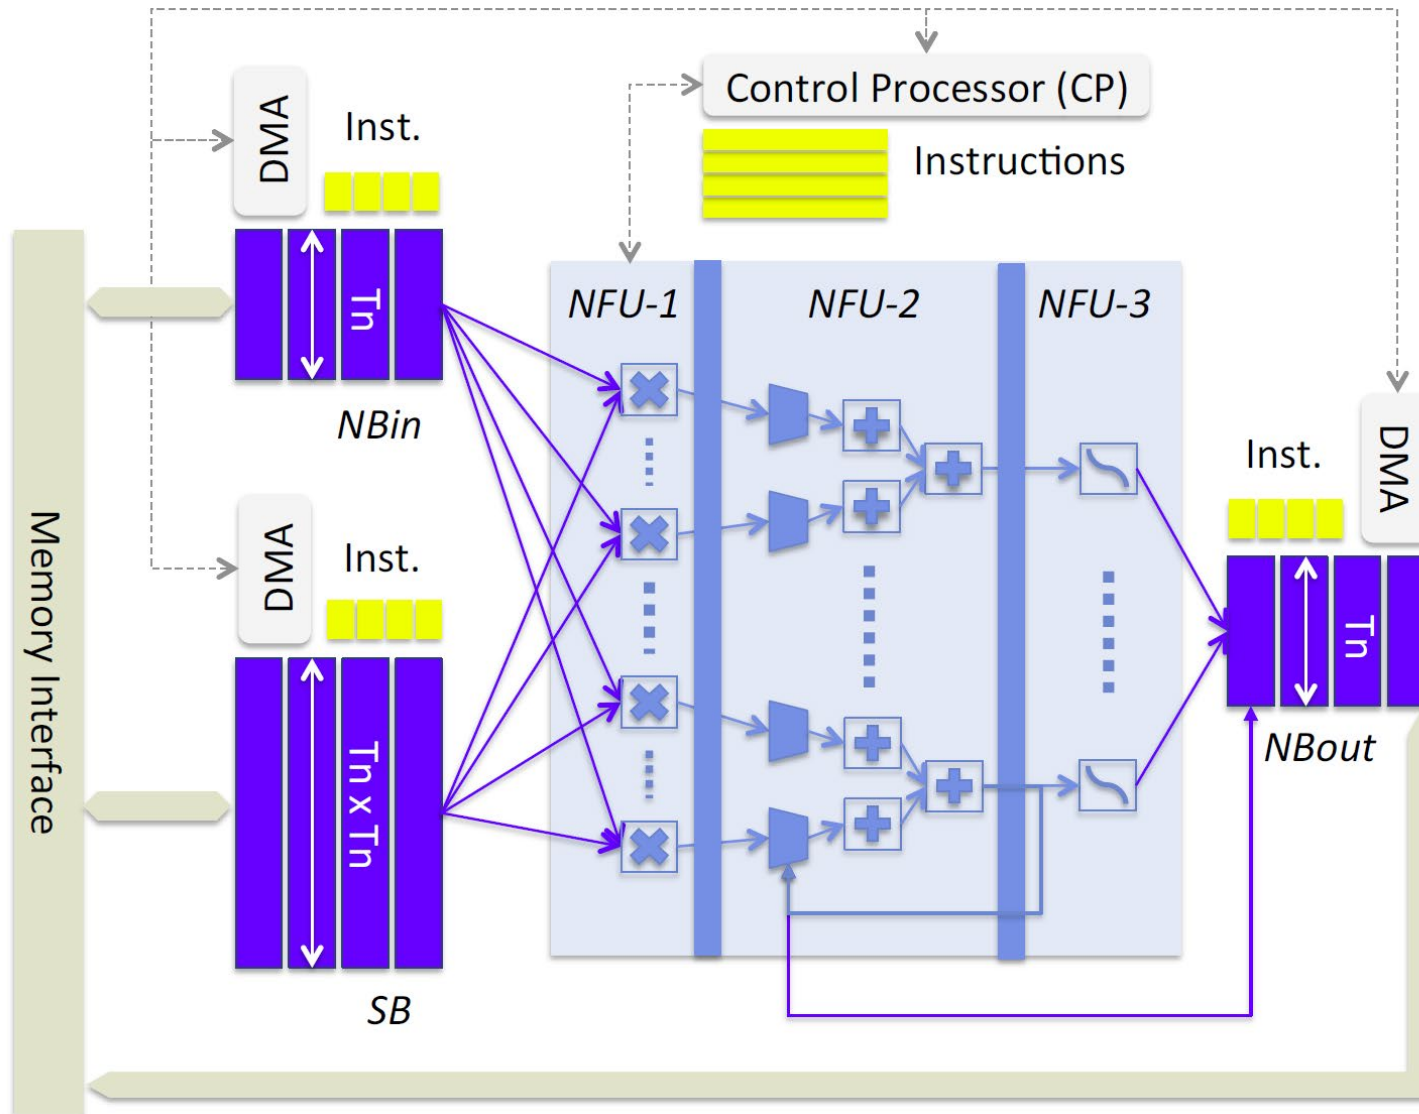 Control Processor (CP)
DMA
Inst.
Instructions
Tn
NBin
NFU-1
NFU-2
NFU-3
DMA
Inst.
Tn
NBout
DMA
Inst.
Tn x Tn
SB
Memory Interface